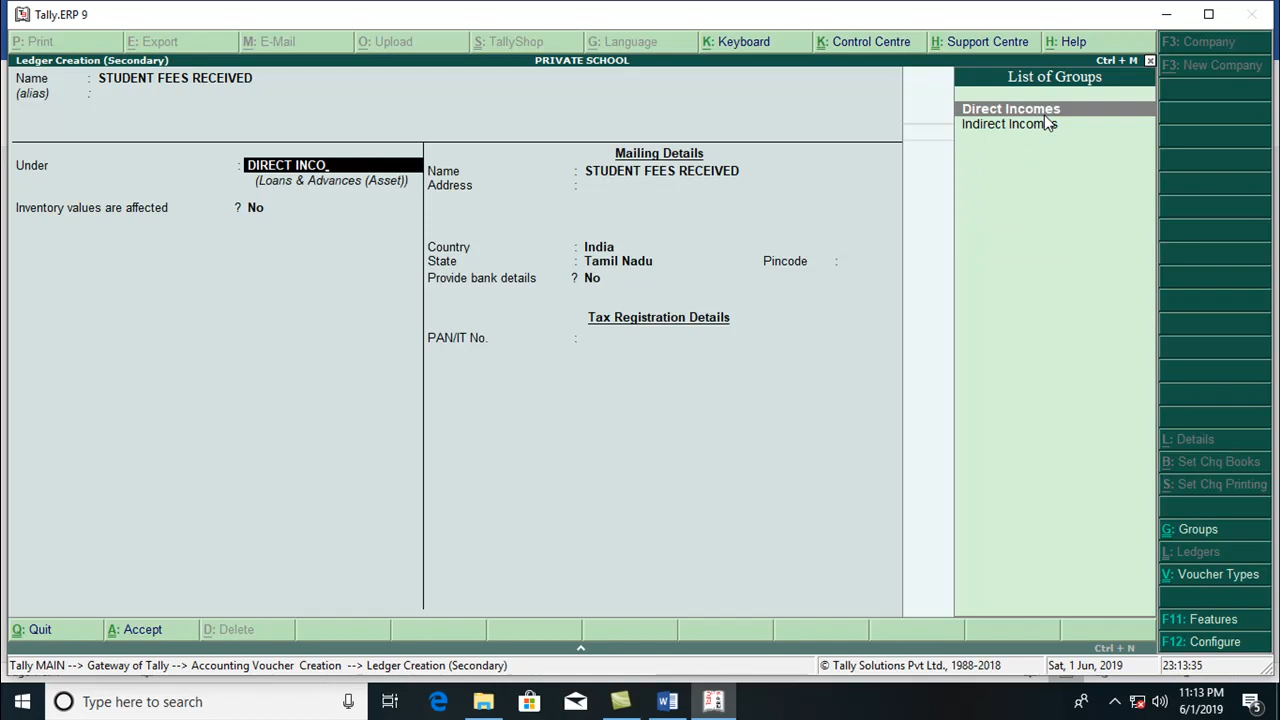 Tally.ERP 9
P: Print E: Export M: E-Mail O: Upload S: TallyShop G: Language K: Keyboard K: Control Centre H: Support Centre H: Help
F3: Company
F3: New Company
Ledger Creation (Secondary) PRIVATE SCHOOL Ctrl + M
Name : STUDENT FEES RECEIVED
(alias) :
List of Groups
Direct Incomes
Indirect Incomes
Under : DIRECT INCO_
(Loans & Advances (Asset))
Inventory values are affected ? No
Mailing Details
Name : STUDENT FEES RECEIVED
Address :
Country : India
State : Tamil Nadu Pincode :
Provide bank details ? No
Tax Registration Details
PAN/IT No. :
L: Details
B: Set Chq Books
S: Set Chq Printing
G: Groups
L: Ledgers
V: Voucher Types
F11: Features
F12: Configure
Q: Quit A: Accept D: Delete
Ctrl + N
Tally MAIN --> Gateway of Tally --> Accounting Voucher Creation --> Ledger Creation (Secondary) © Tally Solutions Pvt Ltd., 1988-2018 Sat, 1 Jun, 2019 23:13:35
Type here to search
11:13 PM
6/1/2019
5